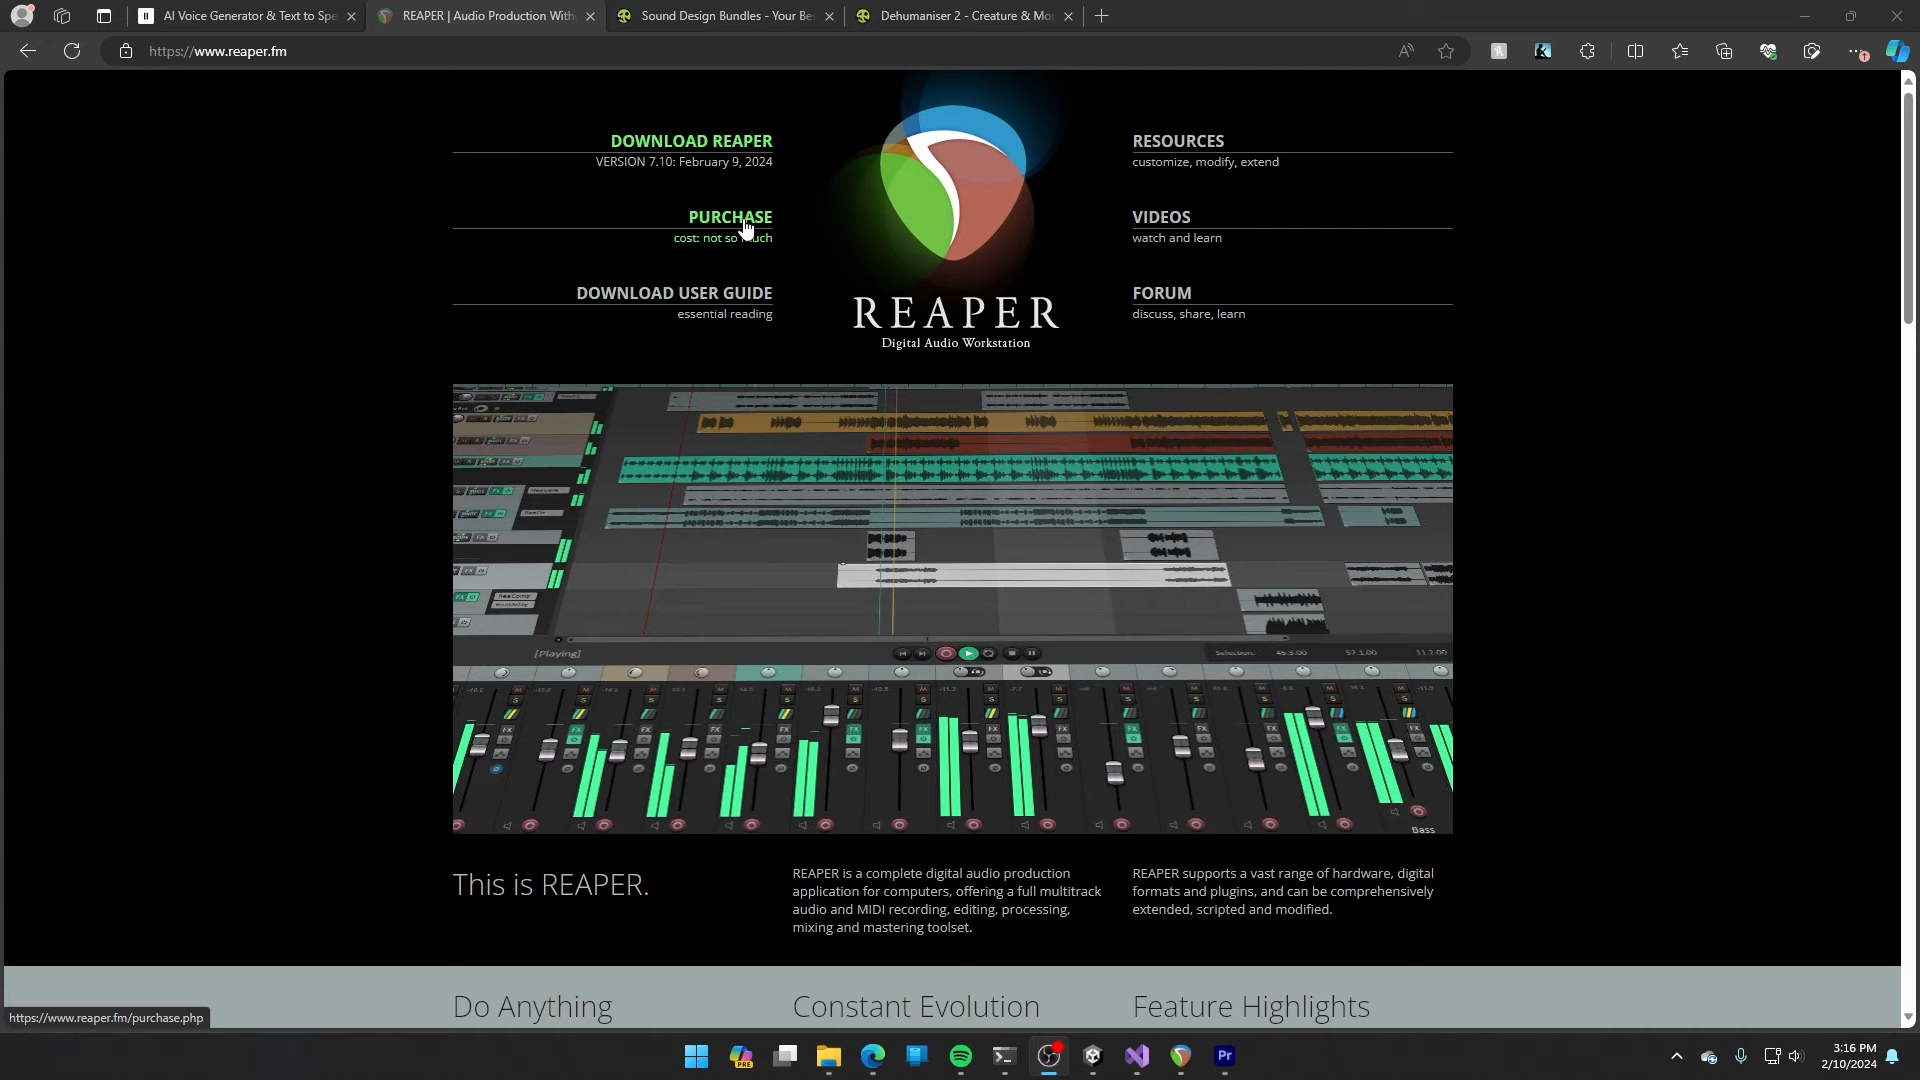 AI Voice Generator & Text to Spe
REAPER | Audio Production With
Sound Design Bundles - Your Be
Dehumaniser 2 - Creature & Mo
https://www.reaper.fm
DOWNLOAD REAPER
VERSION 7.10: February 9, 2024
PURCHASE
cost: not so much
DOWNLOAD USER GUIDE
essential reading
REAPER
Digital Audio Workstation
RESOURCES
customize, modify, extend
VIDEOS
watch and learn
FORUM
discuss, share, learn
[Playing]
Selection:
Bass
This is REAPER.
REAPER is a complete digital audio production
application for computers, offering a full multitrack
audio and MIDI recording, editing, processing,
mixing and mastering toolset.
REAPER supports a vast range of hardware, digital
formats and plugins, and can be comprehensively
extended, scripted and modified.
Do Anything
Constant Evolution
Feature Highlights
https://www.reaper.fm/purchase.php
PRE
Pr
3:16 PM
2/10/2024